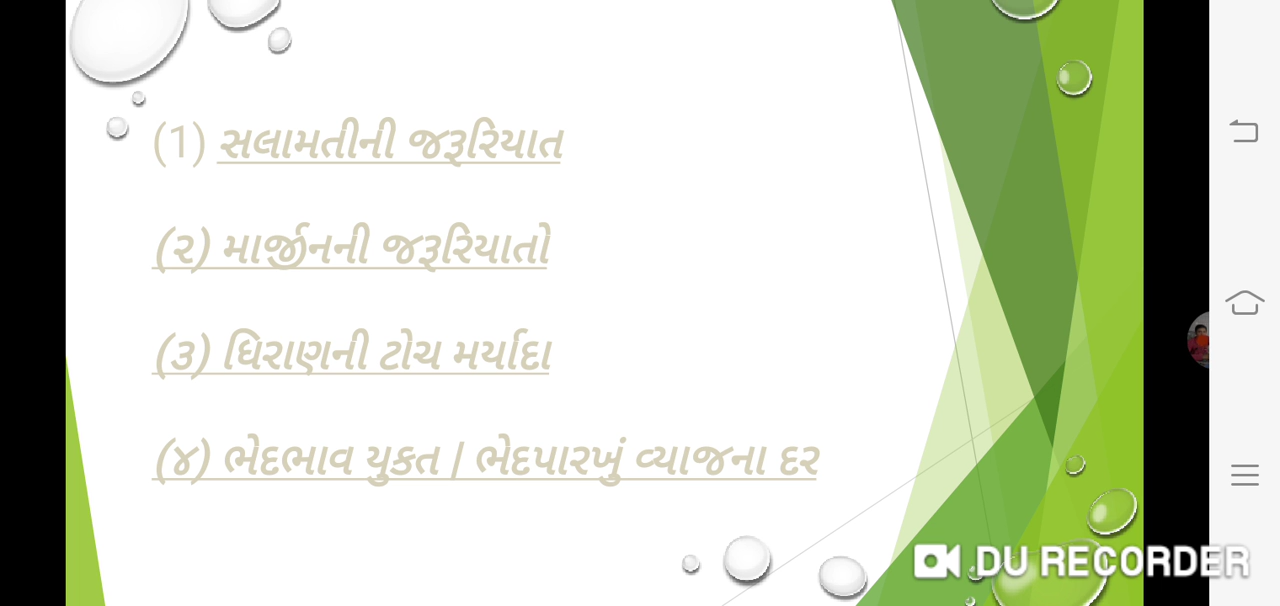 (1) સલામતીની જરૂરિયાત
(૨) માર્જીનની જરૂરિયાતો
(૩) ધિરાણની ટોચ મર્યાદા
(૪) ભેદભાવ યુકત / ભેદપારખું વ્યાજના દર
DU RECORDER